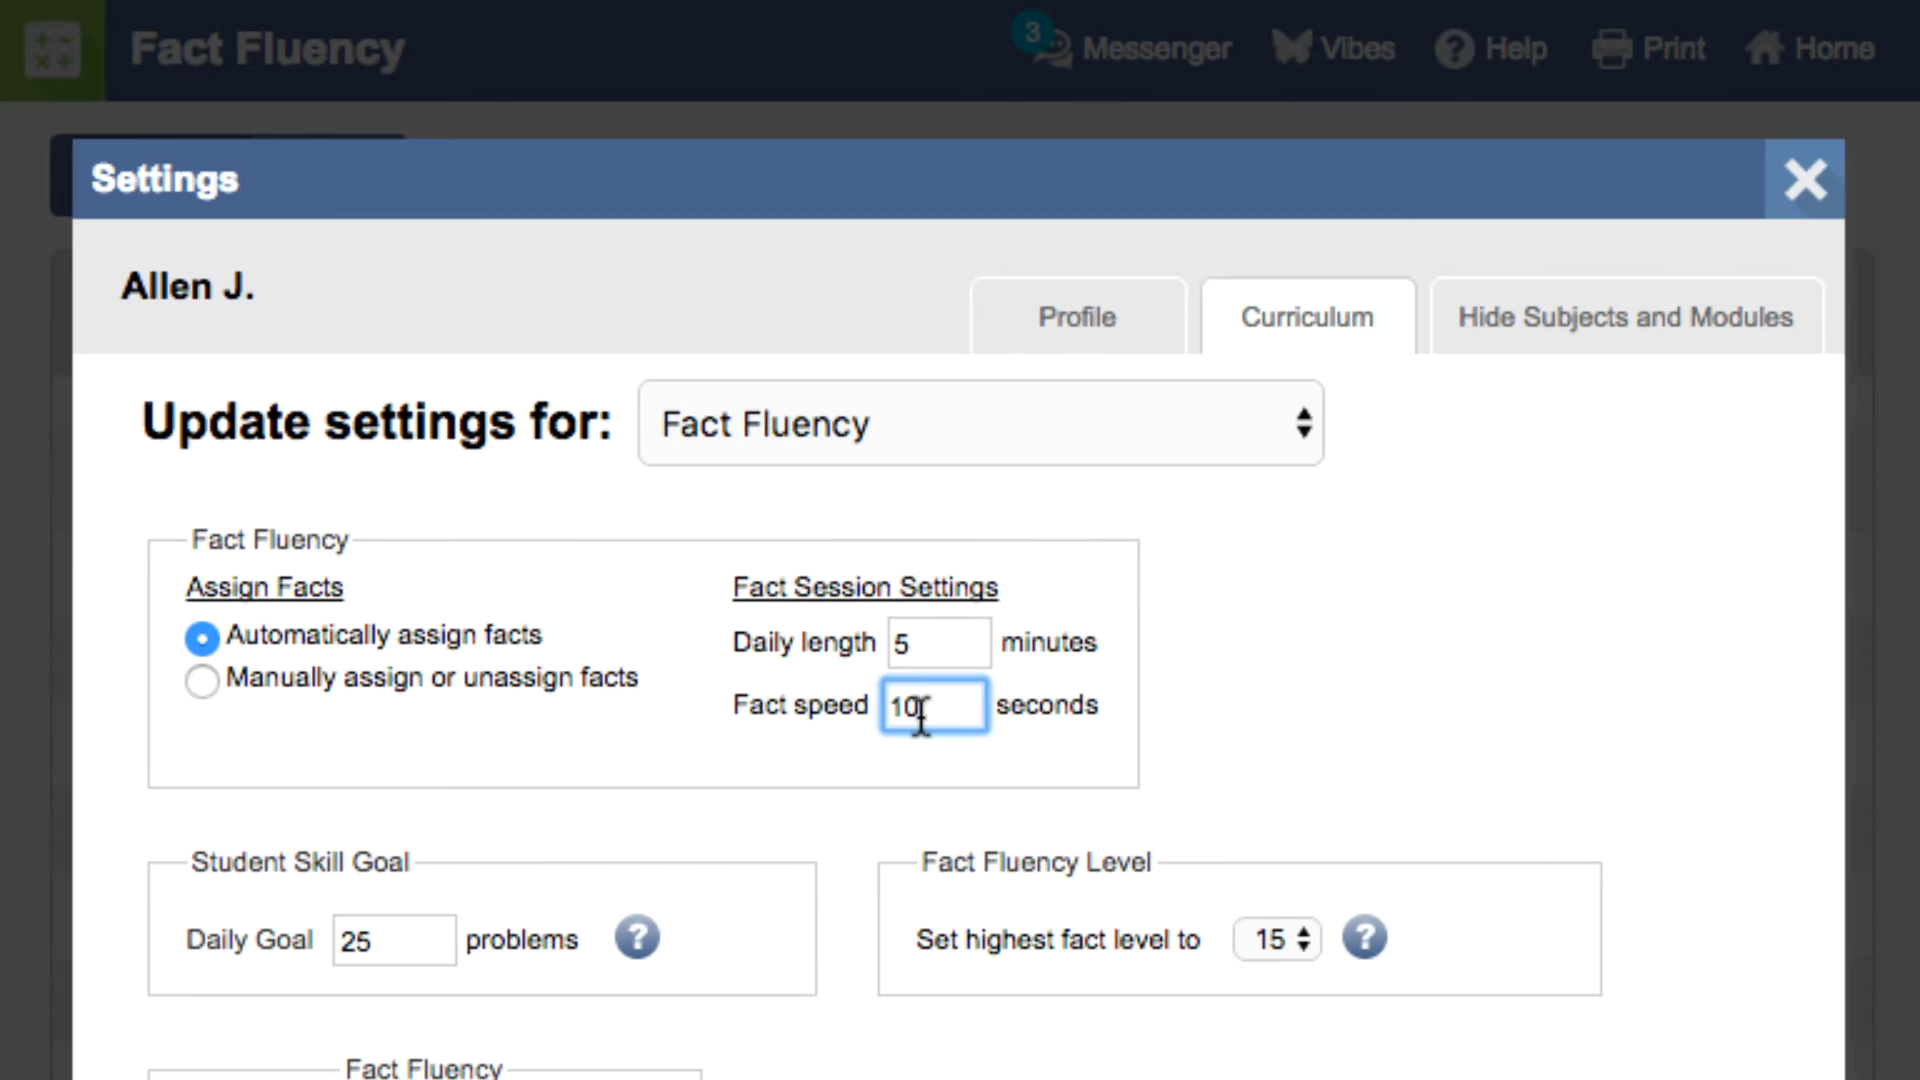 Fact Fluency
3 Messenger Vibes Help Print Home
Settings
Allen J.
Profile Curriculum Hide Subjects and Modules
Update settings for: Fact Fluency
Fact Fluency
Assign Facts Fact Session Settings
Automatically assign facts
Manually assign or unassign facts
Daily length 5 minutes
Fact speed 10 seconds
Student Skill Goal
Daily Goal 25 problems ?
Fact Fluency Level
Set highest fact level to 15 ?
Fact Fluency